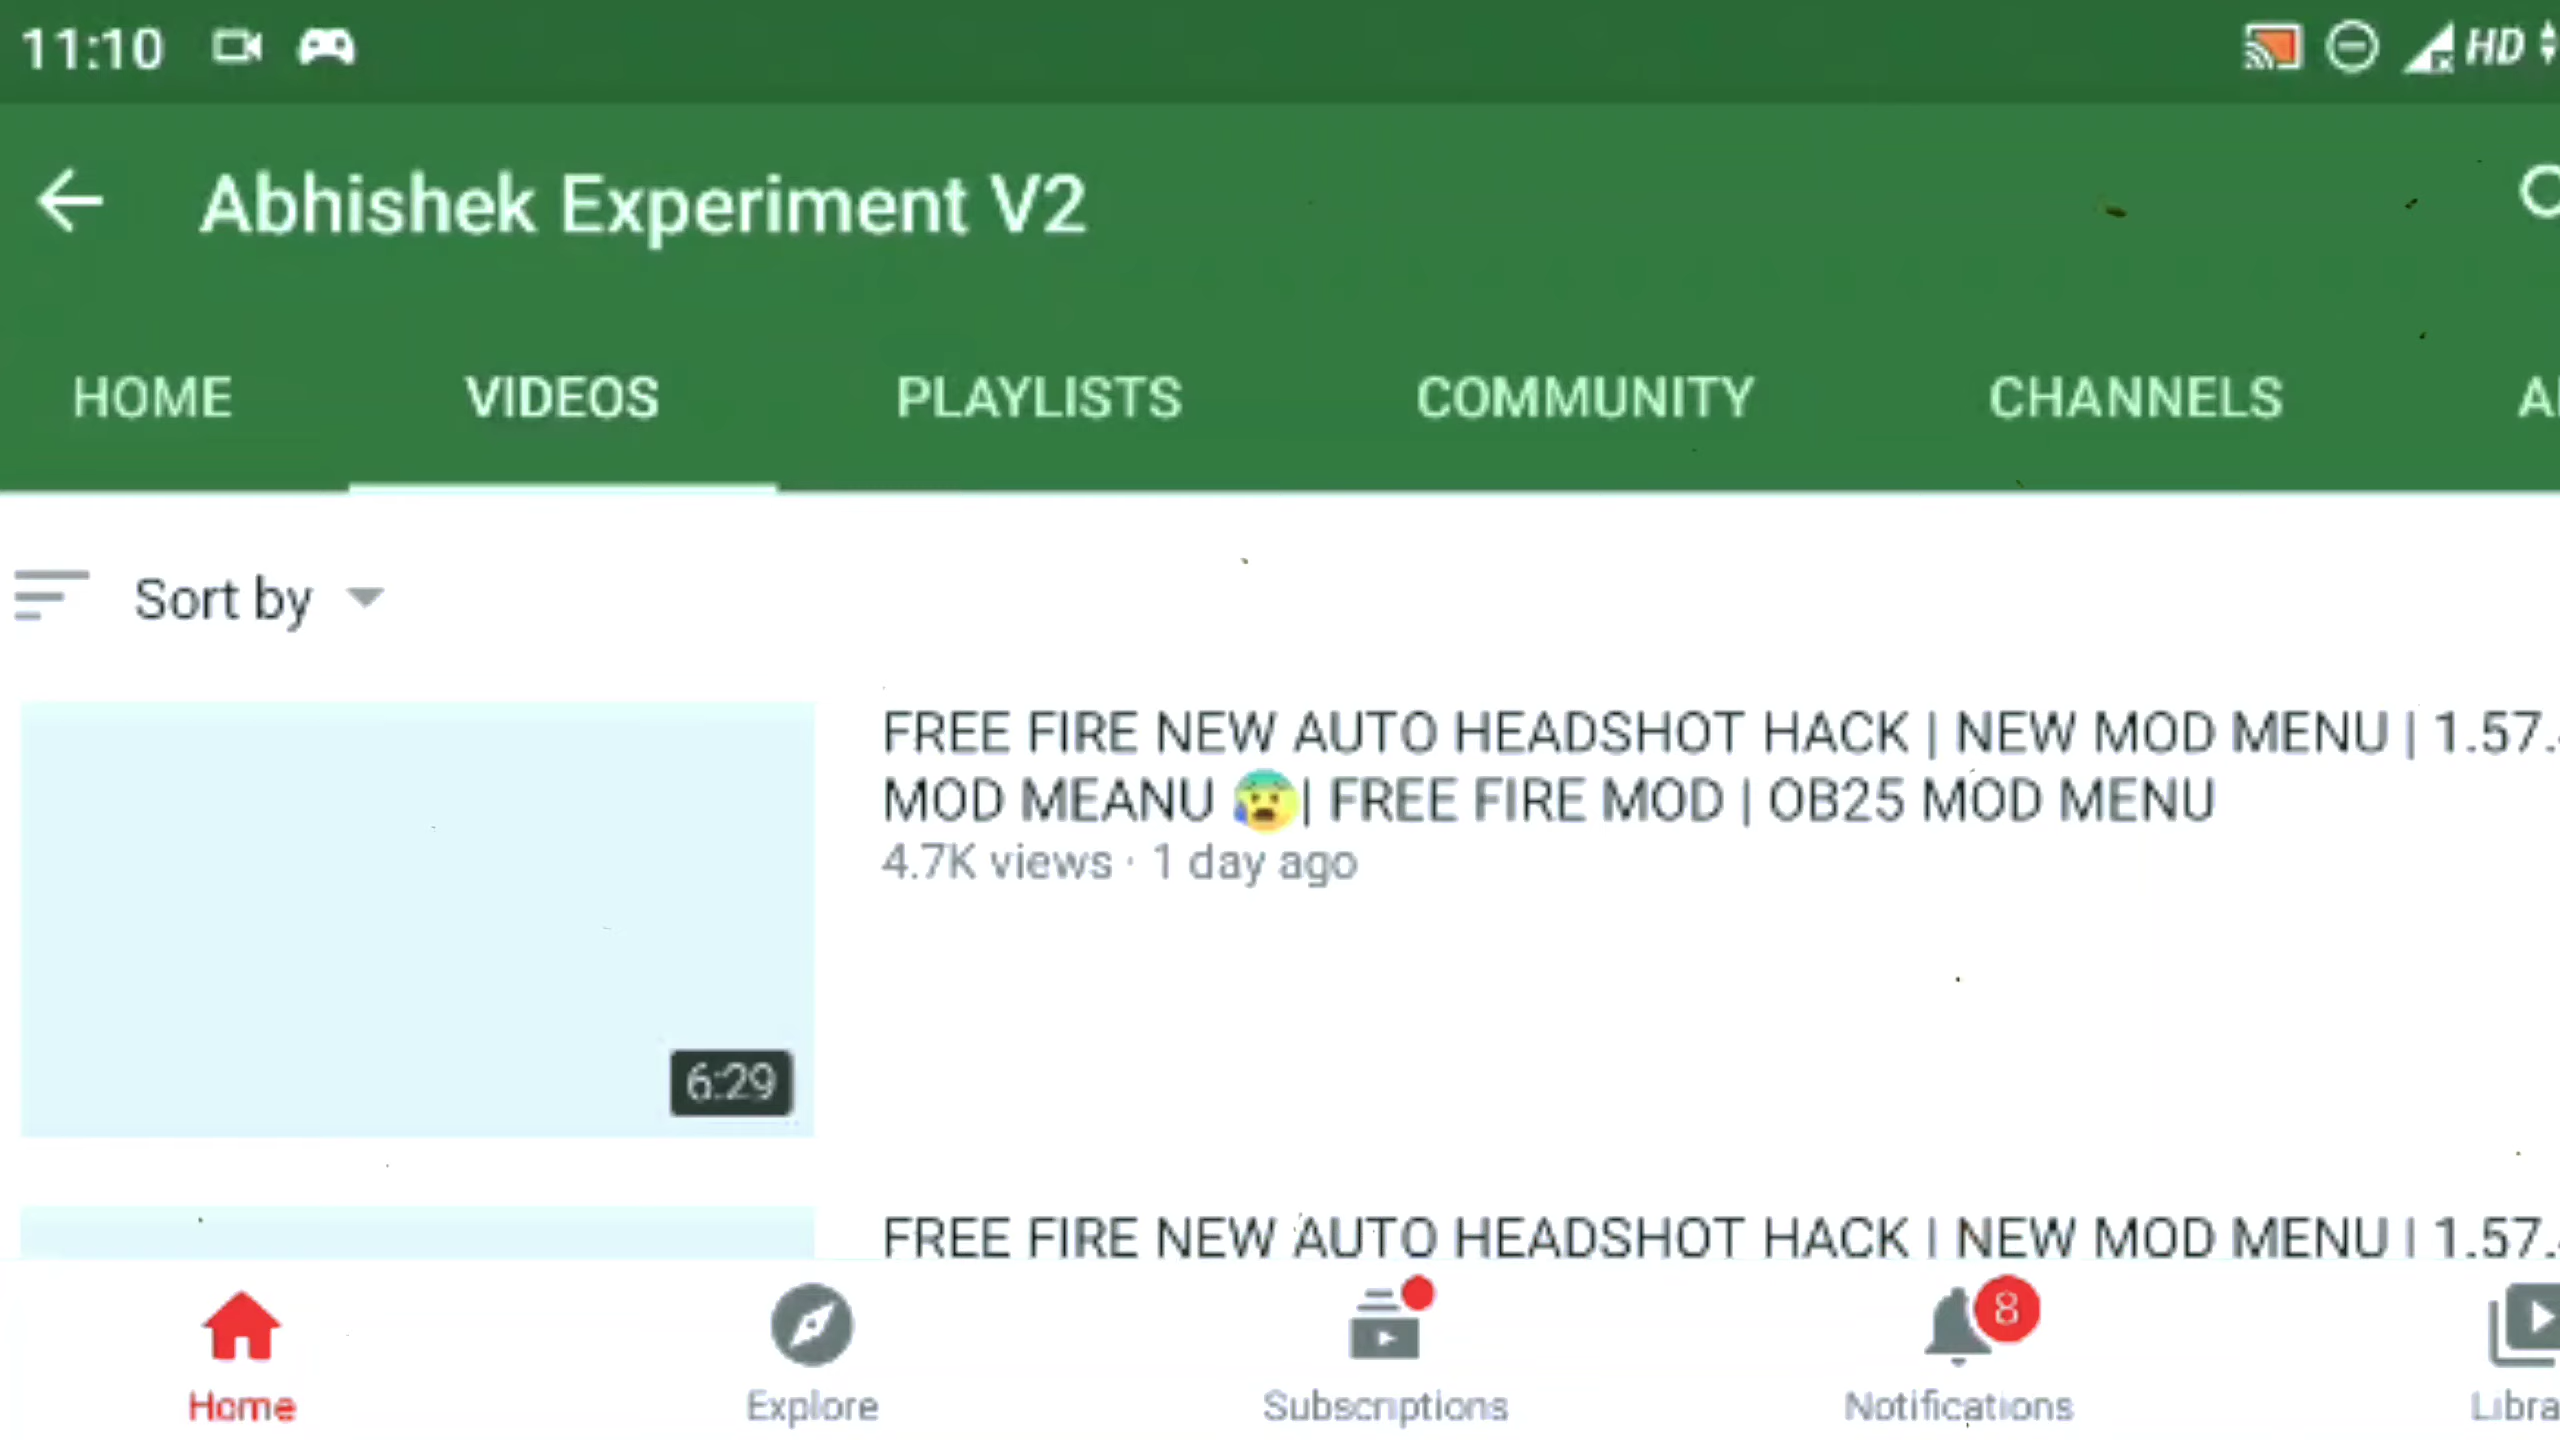 11:10 HD
Abhishek Experiment V2
HOME VIDEOS PLAYLISTS COMMUNITY CHANNELS
Sort by
FREE FIRE NEW AUTO HEADSHOT HACK | NEW MOD MENU | 1.57.
MOD MEANU 😰| FREE FIRE MOD | OB25 MOD MENU
4.7K views · 1 day ago
6:29
FREE FIRE NEW AUTO HEADSHOT HACK | NEW MOD MENU | 1.57.
8
Home Explore Subscriptions Notifications Libra